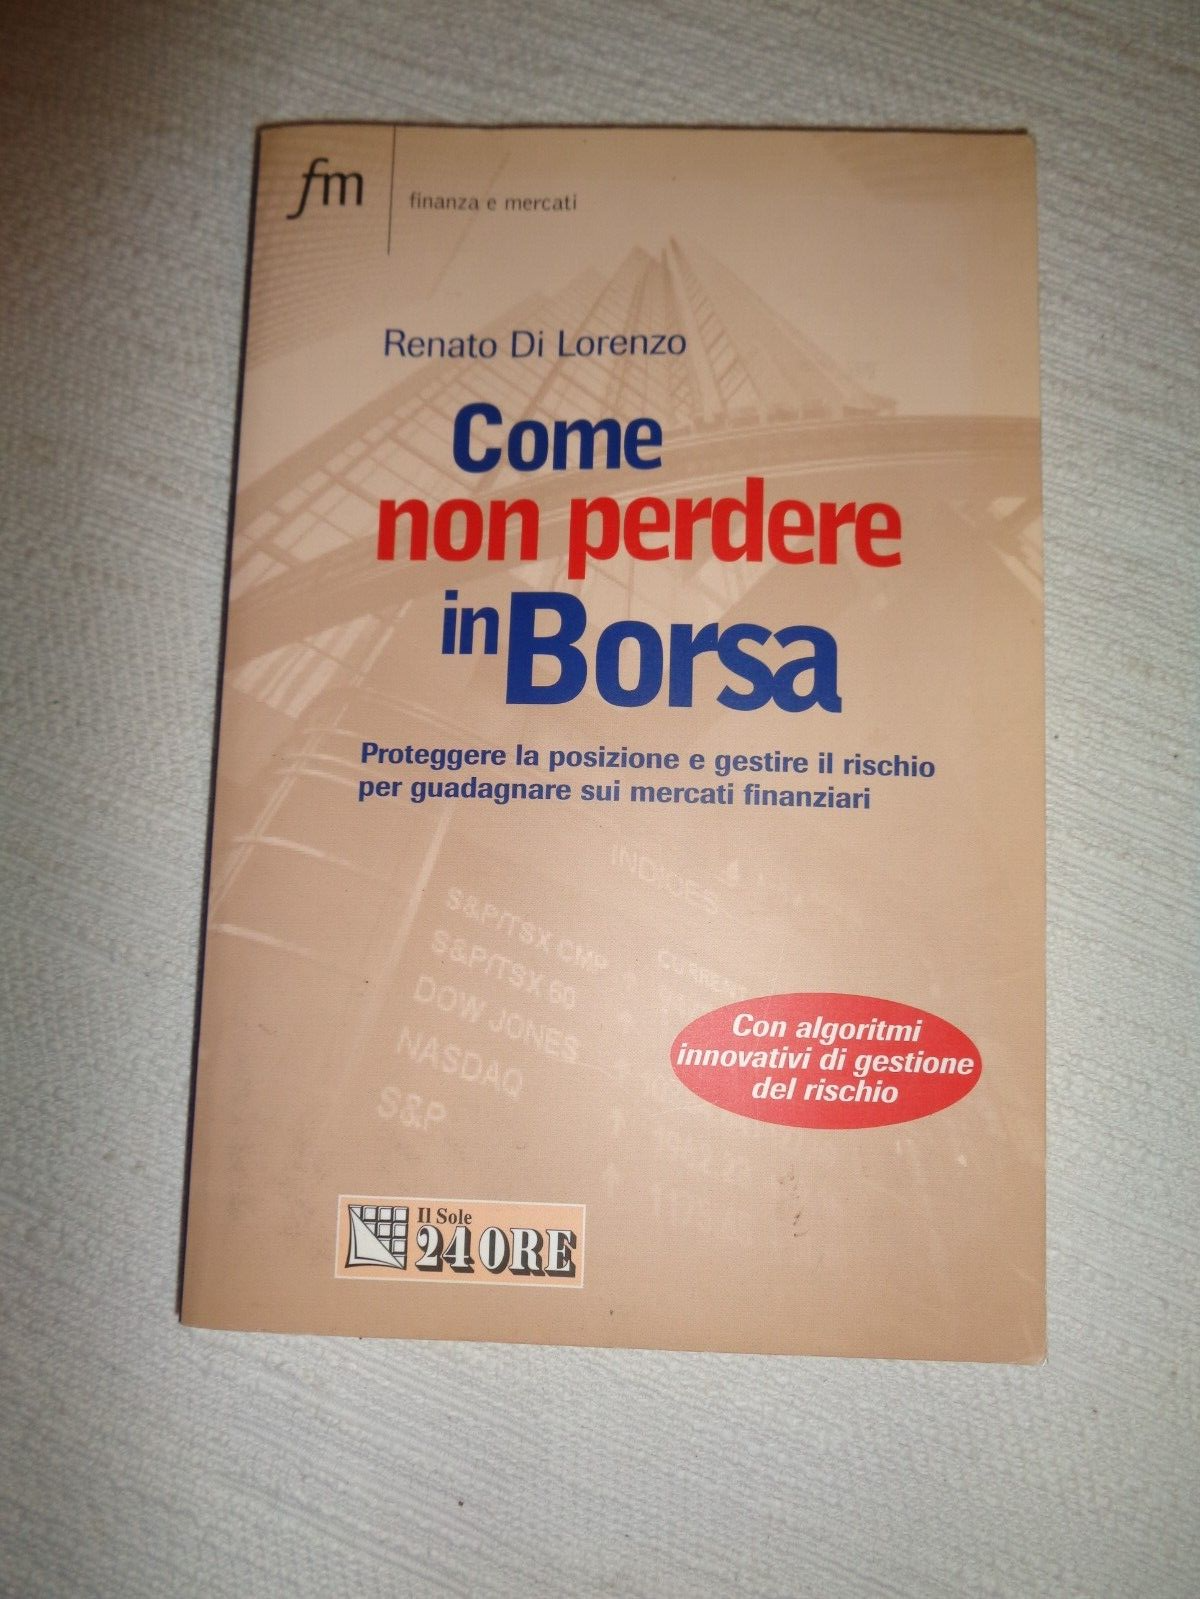 fm
finanza e mercati
Renato Di Lorenzo
Come
non perdere
in Borsa
Proteggere la posizione e gestire il rischio
per guadagnare sui mercati finanziari
INDICES
S&P/TSX CMP
S&P/TSX 60
DOW JONES
NASDAQ
S&P
Con algoritmi
innovativi di gestione
del rischio
Il Sole
24 ORE